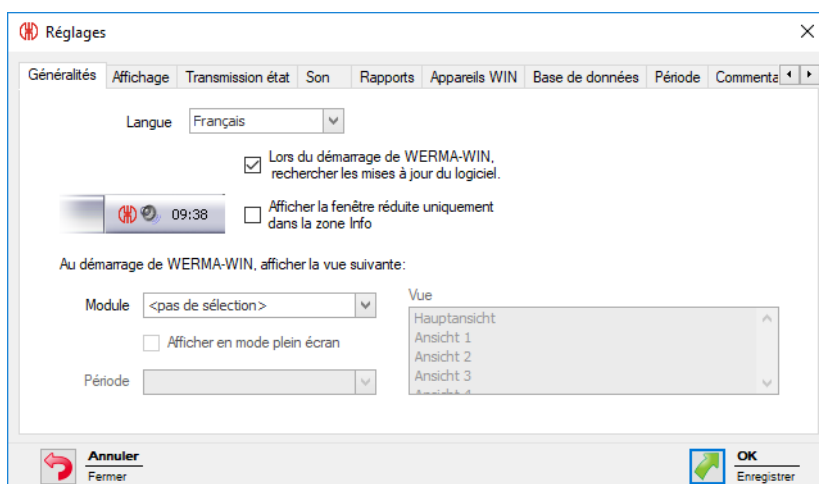 Réglages
Généralités Affichage Transmission état Son Rapports Appareils WIN Base de données Période Commenta
Langue Français
Lors du démarrage de WERMA-WIN,
rechercher les mises à jour du logiciel.
09:38
Afficher la fenêtre réduite uniquement
dans la zone Info
Au démarrage de WERMA-WIN, afficher la vue suivante:
Module <pas de sélection>
Afficher en mode plein écran
Période
Vue
Hauptansicht
Ansicht 1
Ansicht 2
Ansicht 3
Annuler
Fermer
OK
Enregistrer